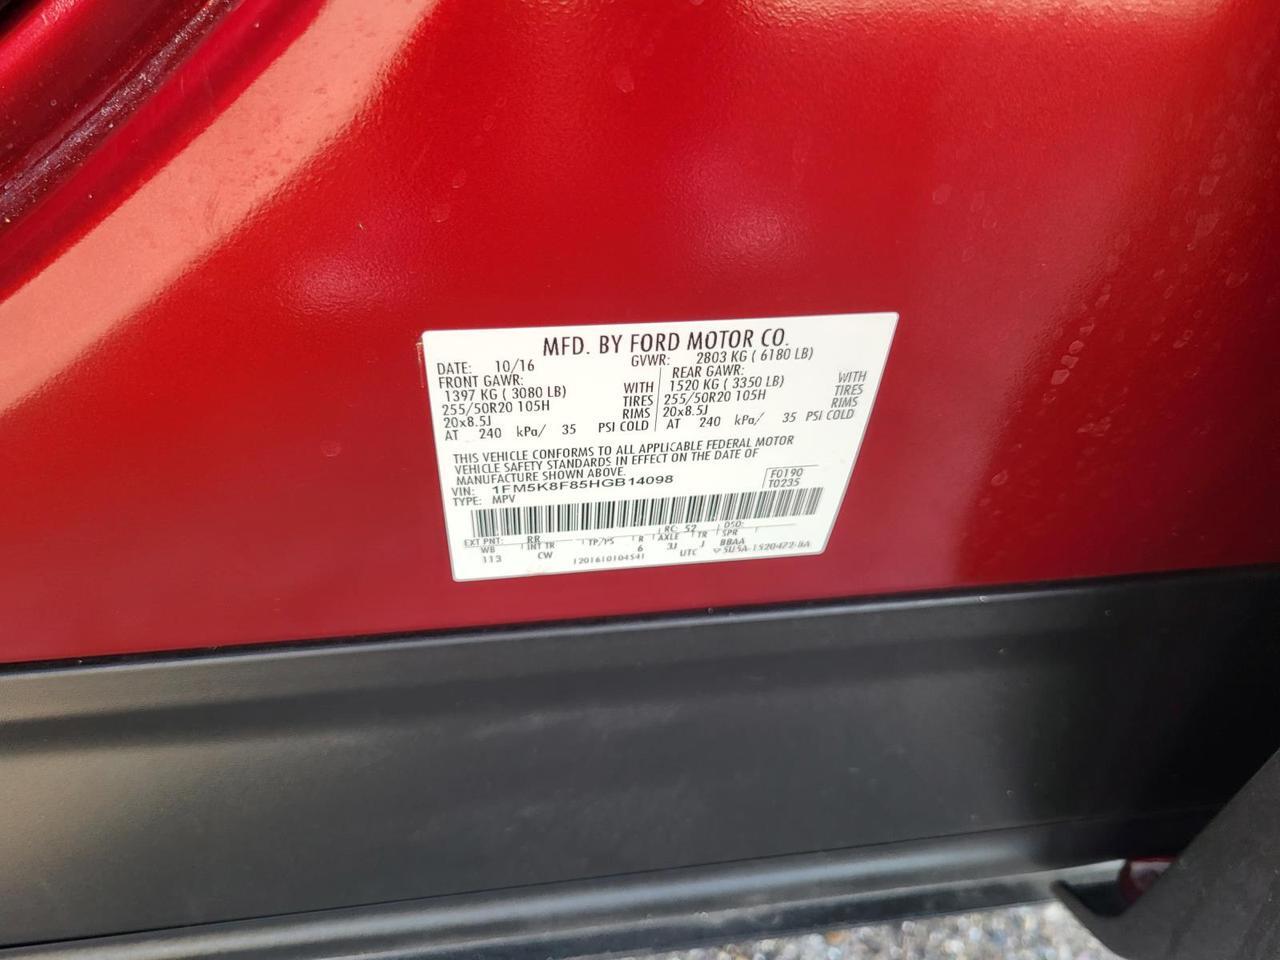 MFD. BY FORD MOTOR CO.
DATE: 10/16 GVWR: 2803 KG ( 6180 LB)
FRONT GAWR: REAR GAWR:
1397 KG ( 3080 LB) WITH 1520 KG ( 3350 LB) WITH
255/50R20 105H TIRES 255/50R20 105H TIRES
20x8.5J RIMS 20x8.5J RIMS
AT 240 kPa/ 35 PSI COLD AT 240 kPa/ 35 PSI COLD
THIS VEHICLE CONFORMS TO ALL APPLICABLE FEDERAL MOTOR
VEHICLE SAFETY STANDARDS IN EFFECT ON THE DATE OF
MANUFACTURE SHOWN ABOVE.
VIN: 1FM5K8F85HGB14098 F0190
TYPE: MPV T0235
EXT PNT: RR RC: 52 DSO:
WB INT TR TP/PS R AXLE TR SPR
113 CW 6 3J J BBAA
1201610104541 UTC 5U5A-1520472-BA